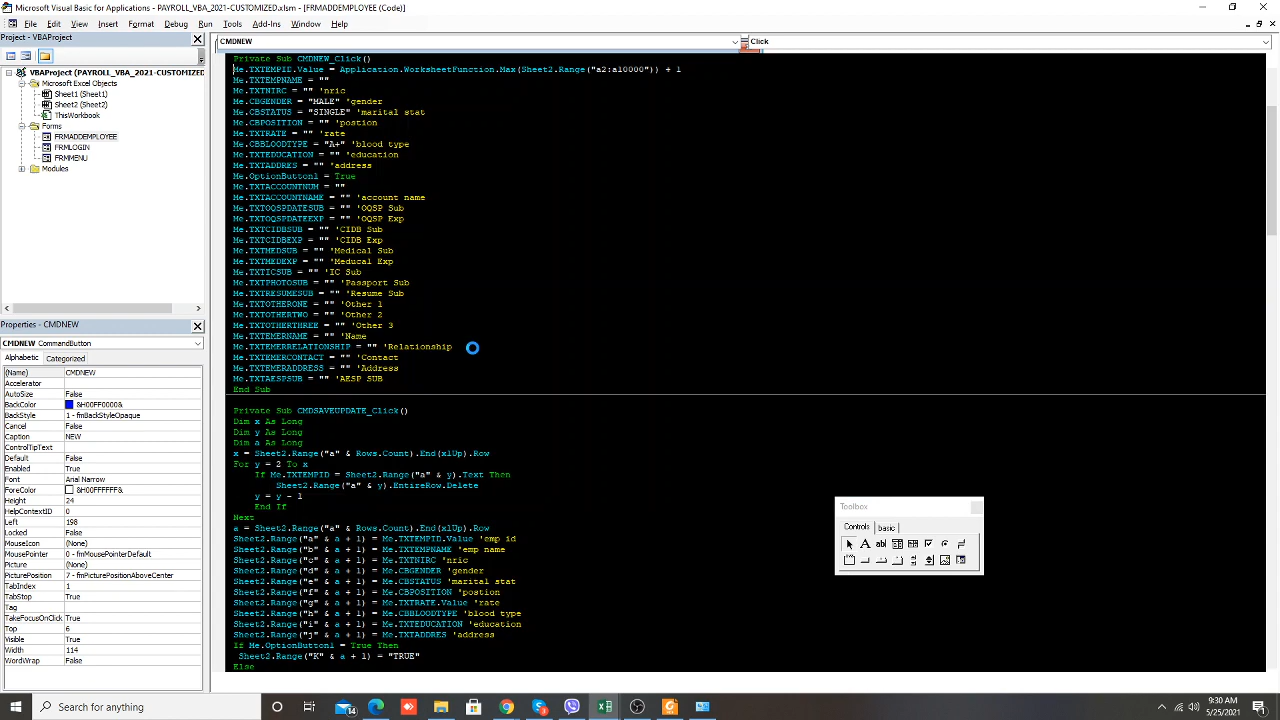 Microsoft Visual Basic for Applications - PAYROLL_VBA_2021-CUSTOMIZED.xlsm - [FRMADDEMPLOYEE (Code)]
File Edit View Insert Format Debug Run Tools Add-Ins Window Help
Project - VBAProject
VBAProject (PAYROLL_VBA_2021-CUSTOMIZED
Microsoft Excel Objects
Sheet1 (Sheet1)
Sheet2 (Sheet2)
ThisWorkbook
Forms
FRMADDEMPLOYEE
FRMLOGIN
FRMMENU
Modules
Properties - CMDNEW
CMDNEW CommandButton
Alphabetic Categorized
(Name) CMDNEW
Accelerator
AutoSize False
BackColor &H00FF0000&
BackStyle 1 - fmBackStyleOpaque
Cancel False
Caption NEW
ControlTipText
Default False
Enabled True
Font Arial Narrow
ForeColor &H00FFFFFF&
Height 24
HelpContextID 0
Left 198
Locked False
MouseIcon (None)
MousePointer 0 - fmMousePointerDefault
Picture (None)
PicturePosition 7 - fmPicturePositionAboveCenter
TabIndex 1
TabStop True
Tag
TakeFocusOnClick True
Top 6
Visible True
Width 114
WordWrap False
CMDNEW Click
Private Sub CMDNEW_Click()
Me.TXTEMPID.Value = Application.WorksheetFunction.Max(Sheet2.Range("a2:a10000")) + 1
Me.TXTEMPNAME = ""
Me.TXTNIRC = "" 'nric
Me.CBGENDER = "MALE" 'gender
Me.CBSTATUS = "SINGLE" 'marital stat
Me.CBPOSITION = "" 'postion
Me.TXTRATE = "" 'rate
Me.CBBLOODTYPE = "A+" 'blood type
Me.TXTEDUCATION = "" 'education
Me.TXTADDRES = "" 'address
Me.OptionButton1 = True
Me.TXTACCOUNTNUM = ""
Me.TXTACCOUNTNAME = "" 'account name
Me.TXTOQSPDATESUB = "" 'OQSP Sub
Me.TXTOQSPDATEEXP = "" 'OQSP Exp
Me.TXTCIDBSUB = "" 'CIDB Sub
Me.TXTCIDBEXP = "" 'CIDB Exp
Me.TXTMEDSUB = "" 'Medical Sub
Me.TXTMEDEXP = "" 'Meducal Exp
Me.TXTICSUB = "" 'IC Sub
Me.TXTPHOTOSUB = "" 'Passport Sub
Me.TXTRESUMESUB = "" 'Resume Sub
Me.TXTOTHERONE = "" 'Other 1
Me.TXTOTHERTWO = "" 'Other 2
Me.TXTOTHERTHREE = "" 'Other 3
Me.TXTEMERNAME = "" 'Name
Me.TXTEMERRELATIONSHIP = "" 'Relationship
Me.TXTEMERCONTACT = "" 'Contact
Me.TXTEMERADDRESS = "" 'Address
Me.TXTAESPSUB = "" 'AESP SUB
End Sub
Private Sub CMDSAVEUPDATE_Click()
Dim x As Long
Dim y As Long
Dim a As Long
x = Sheet2.Range("a" & Rows.Count).End(xlUp).Row
For y = 2 To x
If Me.TXTEMPID = Sheet2.Range("a" & y).Text Then
Sheet2.Range("a" & y).EntireRow.Delete
y = y - 1
End If
Next
a = Sheet2.Range("a" & Rows.Count).End(xlUp).Row
Sheet2.Range("a" & a + 1) = Me.TXTEMPID.Value 'emp id
Sheet2.Range("b" & a + 1) = Me.TXTEMPNAME 'emp name
Sheet2.Range("c" & a + 1) = Me.TXTNIRC 'nric
Sheet2.Range("d" & a + 1) = Me.CBGENDER 'gender
Sheet2.Range("e" & a + 1) = Me.CBSTATUS 'marital stat
Sheet2.Range("f" & a + 1) = Me.CBPOSITION 'postion
Sheet2.Range("g" & a + 1) = Me.TXTRATE.Value 'rate
Sheet2.Range("h" & a + 1) = Me.CBBLOODTYPE 'blood type
Sheet2.Range("i" & a + 1) = Me.TXTEDUCATION 'education
Sheet2.Range("j" & a + 1) = Me.TXTADDRES 'address
If Me.OptionButton1 = True Then
Sheet2.Range("K" & a + 1) = "TRUE"
Else
Toolbox
Controls basic
Search
14
9:30 AM
5/25/2021